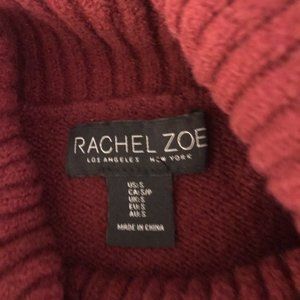 RACHEL ZOE
LOS ANGELES NEW YORK
US:S
CA:S/P
UK:S
EU:S
AU:S
MADE IN CHINA